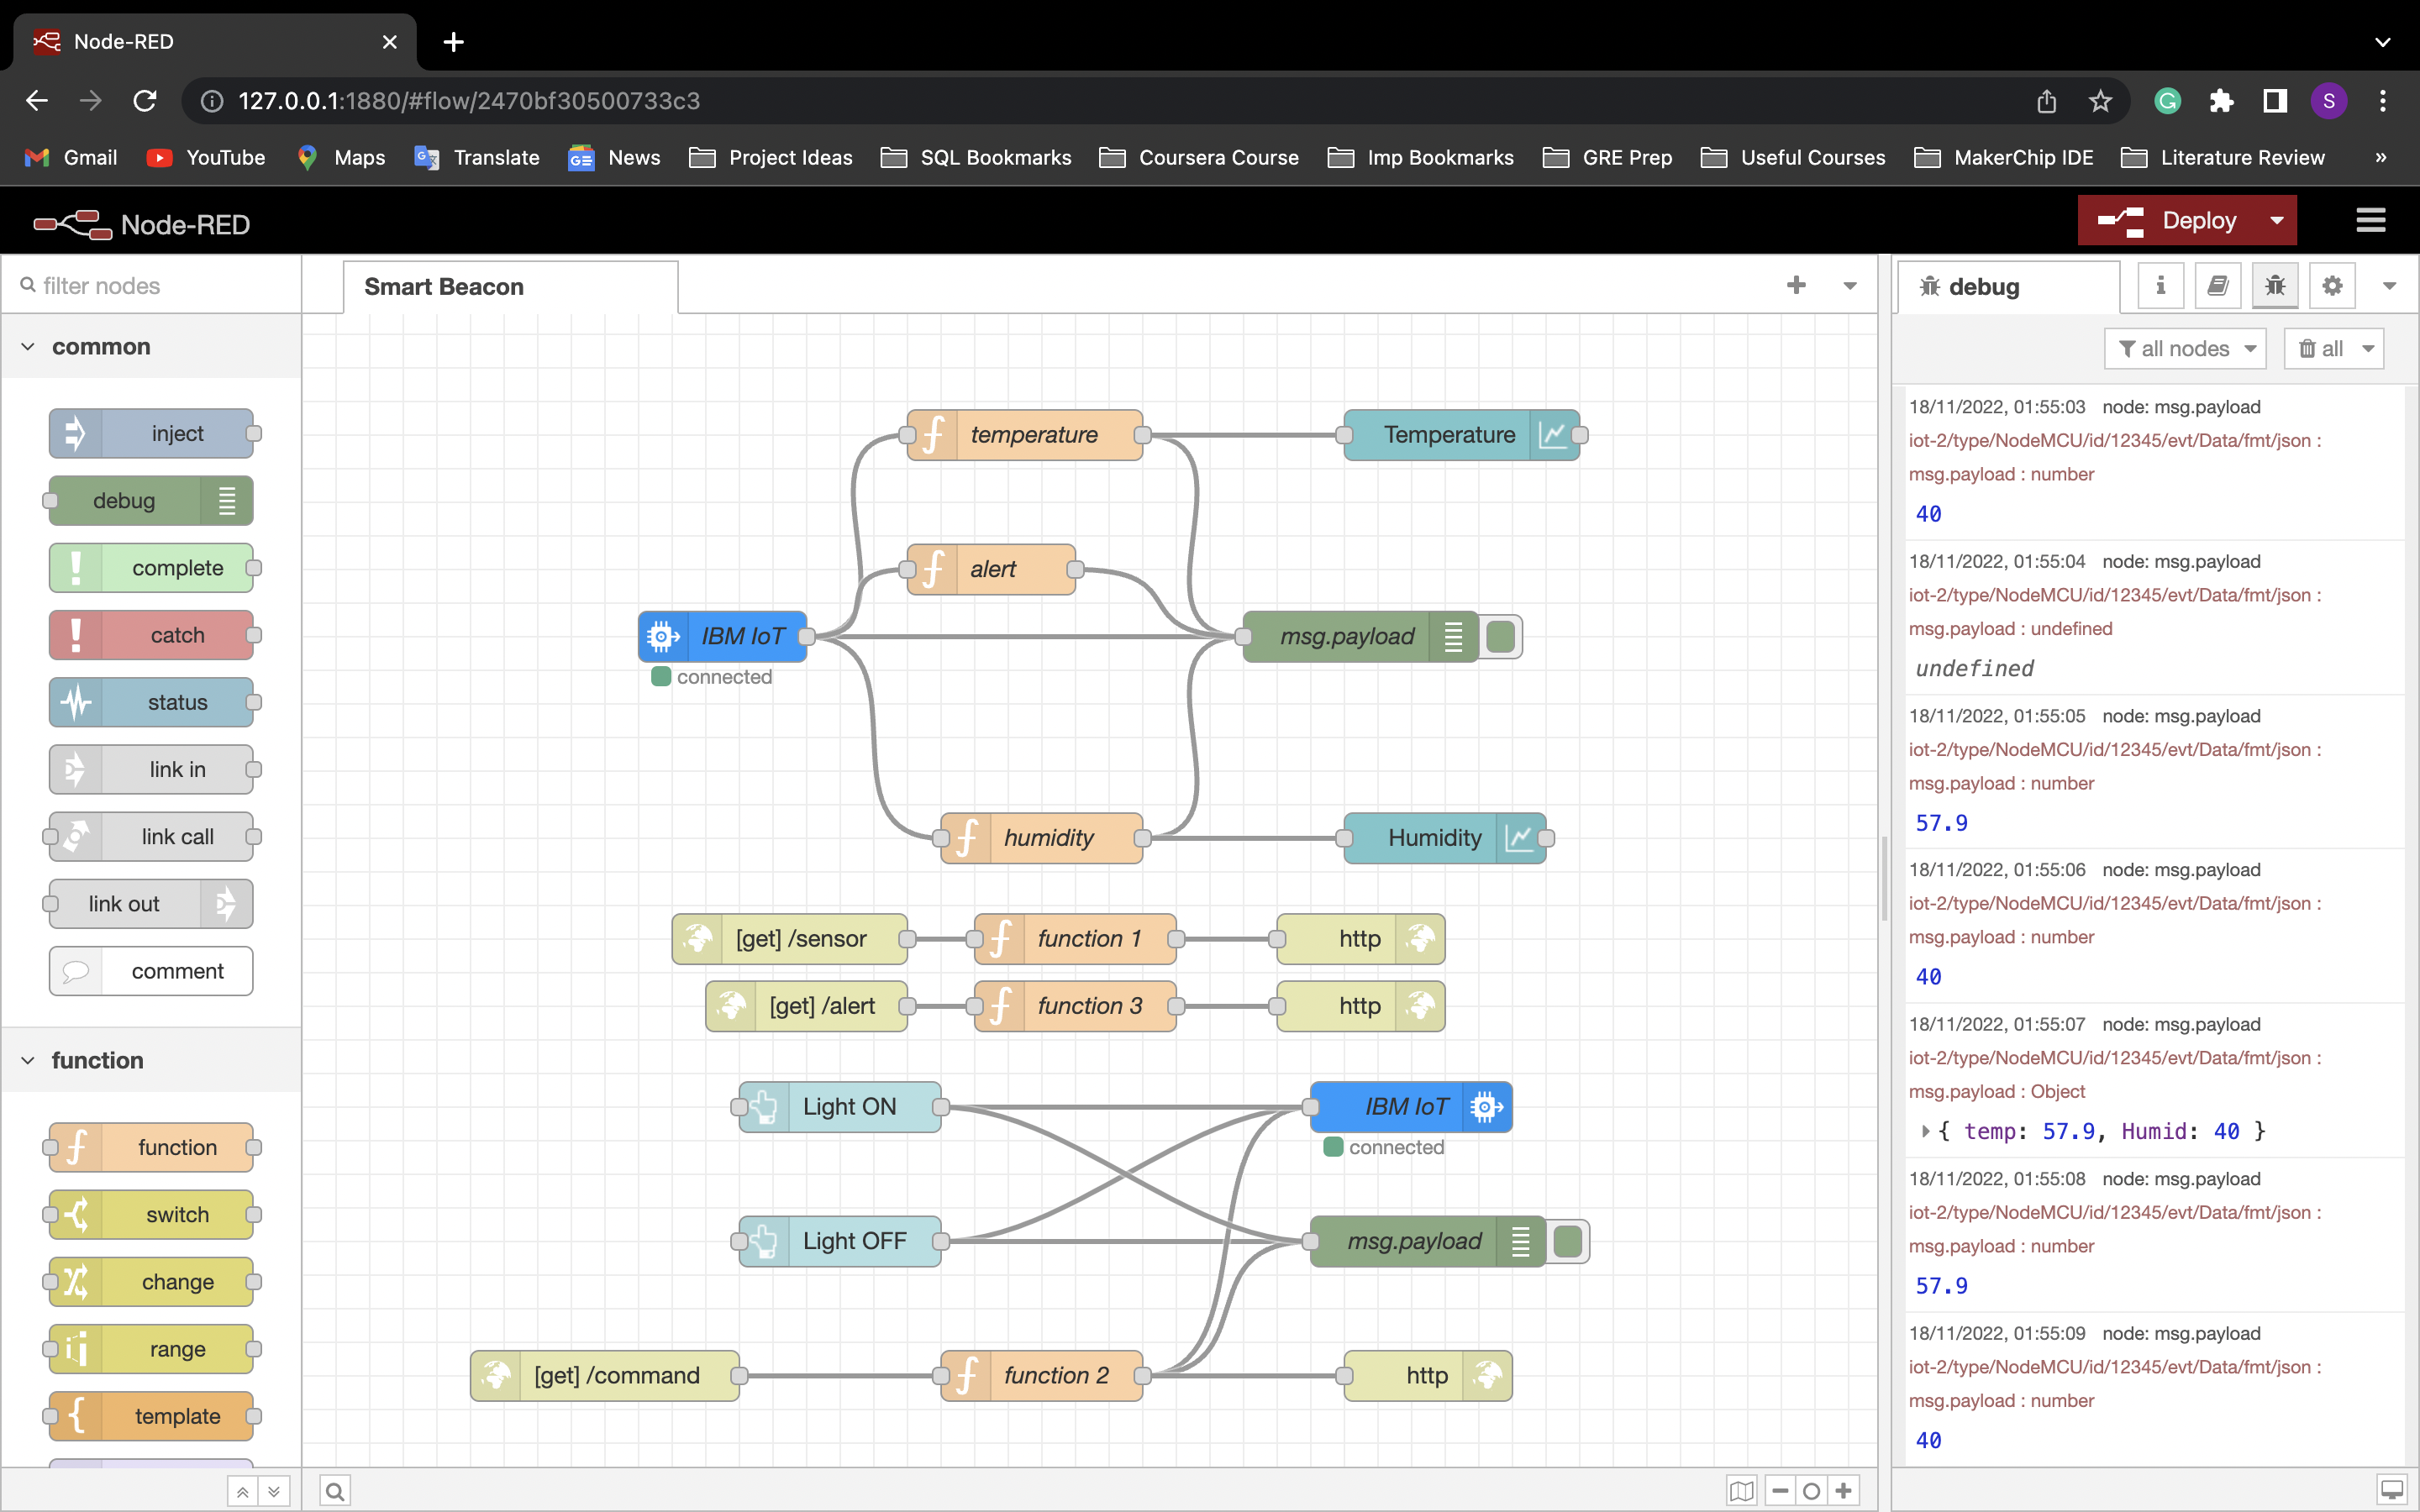 Node-RED
127.0.0.1:1880/#flow/2470bf30500733c3
S
Gmail YouTube Maps Translate News Project Ideas SQL Bookmarks Coursera Course Imp Bookmarks GRE Prep Useful Courses MakerChip IDE Literature Review »
Node-RED Deploy
filter nodes
common
inject
debug
complete
catch
status
link in
link call
link out
comment
function
function
switch
change
range
template
Smart Beacon
temperature Temperature
alert
IBM IoT msg.payload
connected
humidity Humidity
[get] /sensor function 1 http
[get] /alert function 3 http
Light ON IBM IoT
connected
Light OFF msg.payload
[get] /command function 2 http
debug
all nodes all
18/11/2022, 01:55:03 node: msg.payload
iot-2/type/NodeMCU/id/12345/evt/Data/fmt/json :
msg.payload : number
40
18/11/2022, 01:55:04 node: msg.payload
iot-2/type/NodeMCU/id/12345/evt/Data/fmt/json :
msg.payload : undefined
undefined
18/11/2022, 01:55:05 node: msg.payload
iot-2/type/NodeMCU/id/12345/evt/Data/fmt/json :
msg.payload : number
57.9
18/11/2022, 01:55:06 node: msg.payload
iot-2/type/NodeMCU/id/12345/evt/Data/fmt/json :
msg.payload : number
40
18/11/2022, 01:55:07 node: msg.payload
iot-2/type/NodeMCU/id/12345/evt/Data/fmt/json :
msg.payload : Object
{ temp: 57.9, Humid: 40 }
18/11/2022, 01:55:08 node: msg.payload
iot-2/type/NodeMCU/id/12345/evt/Data/fmt/json :
msg.payload : number
57.9
18/11/2022, 01:55:09 node: msg.payload
iot-2/type/NodeMCU/id/12345/evt/Data/fmt/json :
msg.payload : number
40